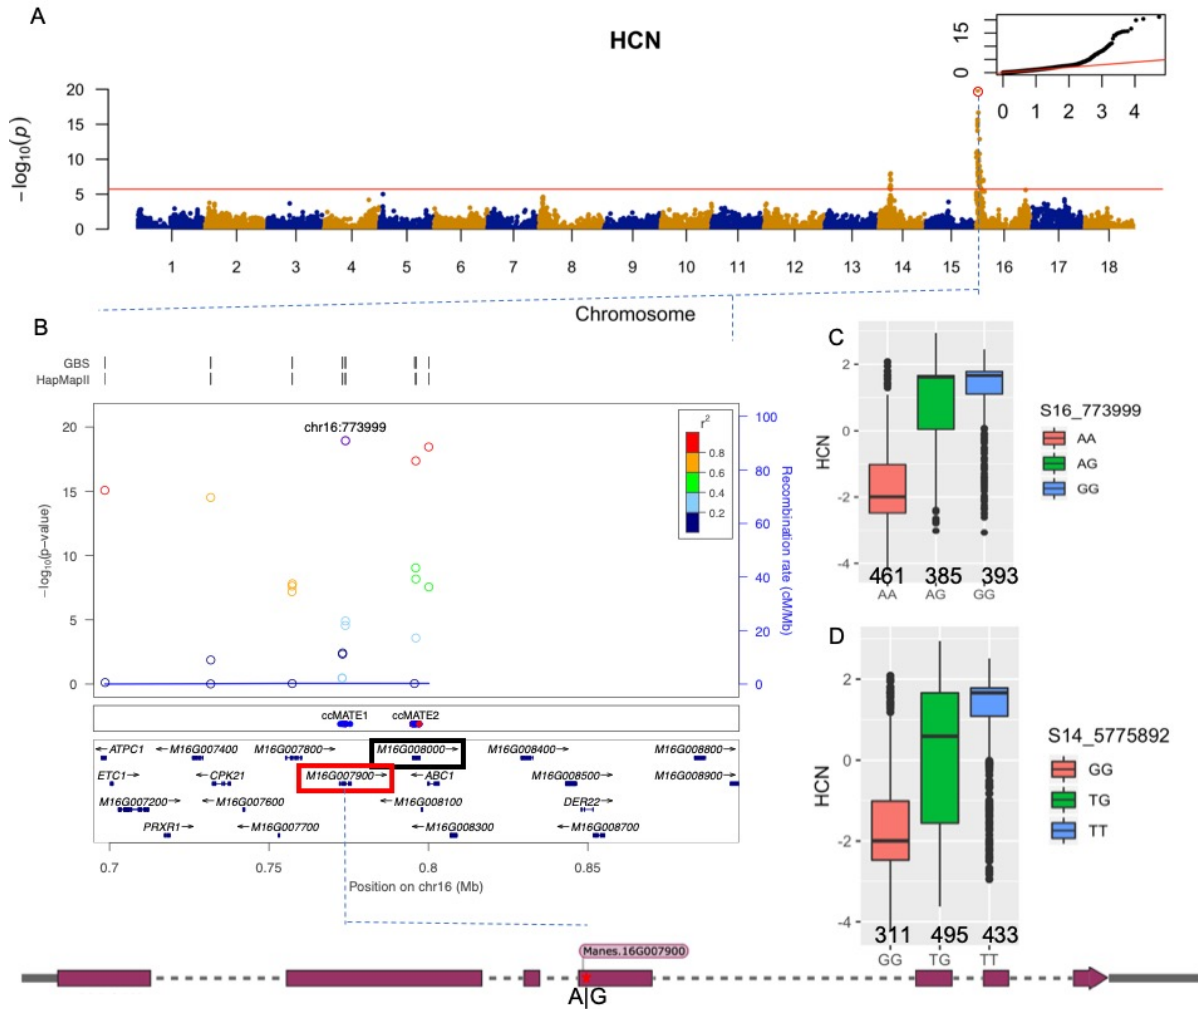 A
HCN
20
15
10
5
0
−log10(p)
15
0
0 1 2 3 4
1 2 3 4 5 6 7 8 9 10 11 12 13 14 15 16 17 18
Chromosome
B
GBS
HapMapII
chr16:773999
r2
0.8
0.6
0.4
0.2
20
15
10
5
0
−log10(p−value)
100
80
60
40
20
0
Recombination rate (cM/Mb)
ccMATE1 ccMATE2
← ATPC1 ← M16G007400 M16G007800 → M16G008000 → M16G008400 → M16G008800 →
ETC1 → ← CPK21 M16G007900 → ← ABC1 M16G008500 → M16G008900 →
M16G007200 → ← M16G007600 ← M16G008100 DER22 →
PRXR1 → ← M16G007700 ← M16G008300 ← M16G008700
0.7 0.75 0.8 0.85
Position on chr16 (Mb)
C
HCN
2
0
-2
-4
461 385 393
AA AG GG
S16_773999
AA
AG
GG
D
HCN
2
0
-2
-4
311 495 433
GG TG TT
S14_5775892
GG
TG
TT
Manes.16G007900
A|G